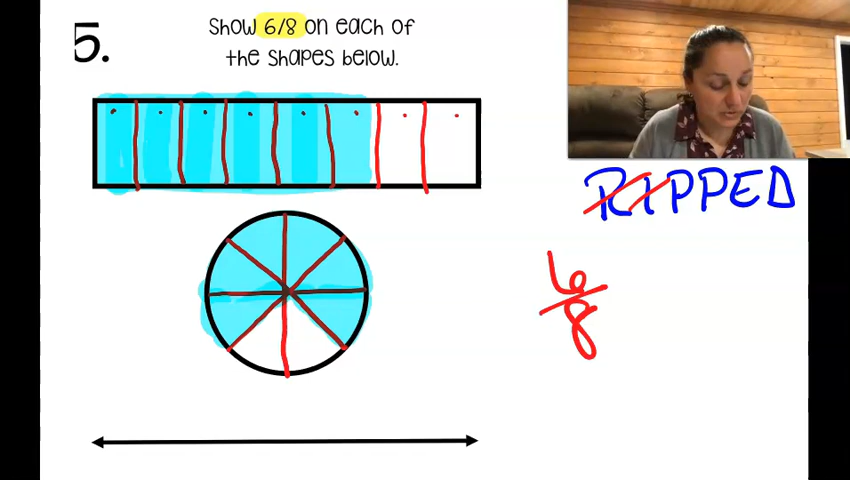 5.
Show 6/8 on each of
the shapes below.
RIPPED
6
8